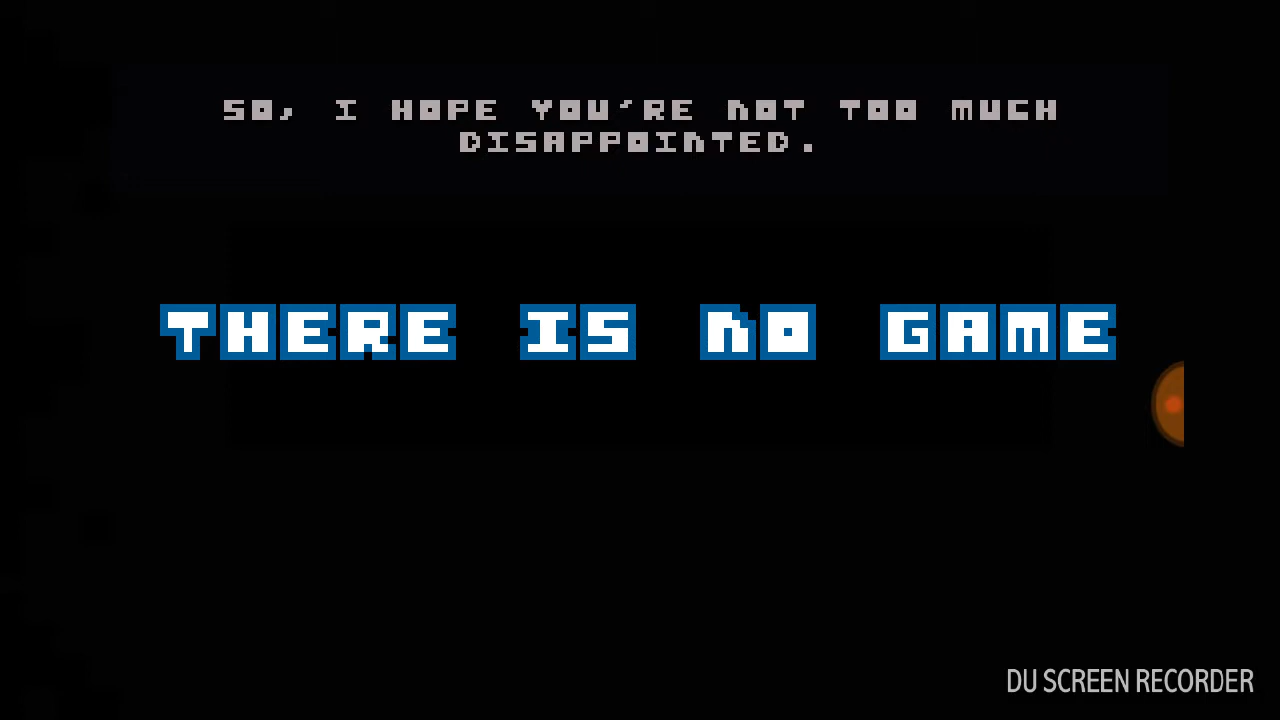 SO, I HOPE YOU'RE NOT TOO MUCH
DISAPPOINTED.
THERE IS NO GAME
DU SCREEN RECORDER